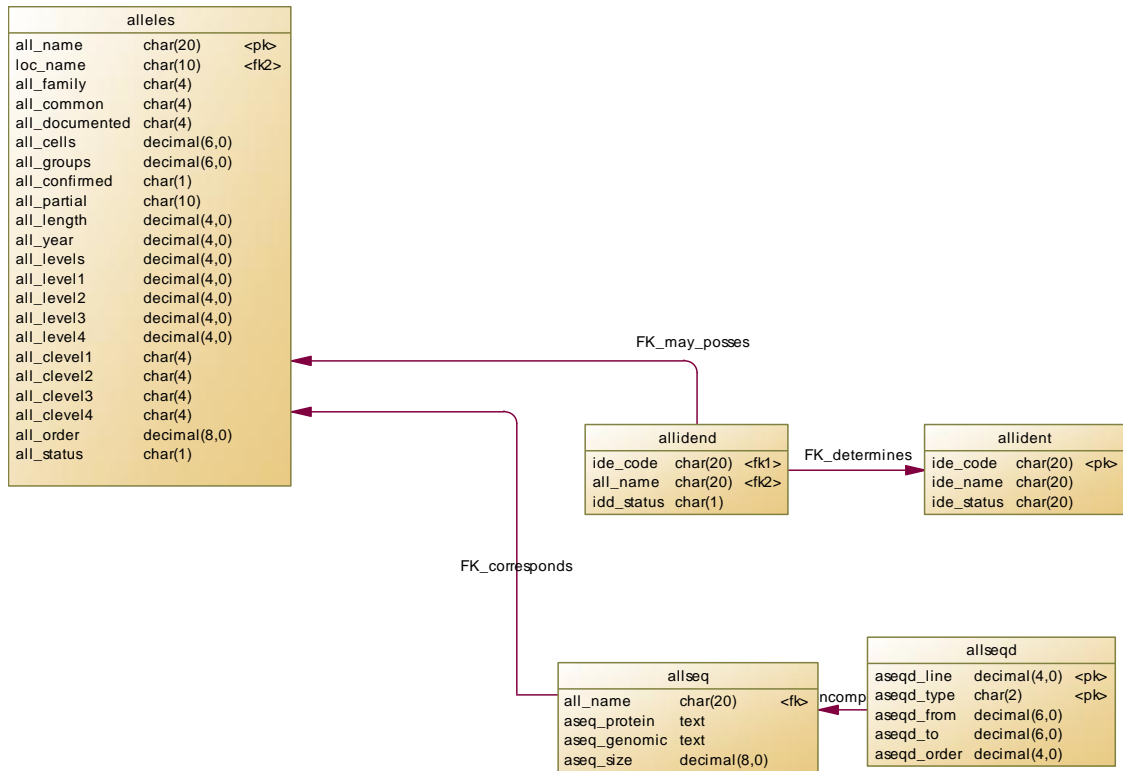 alleles
all_name char(20) <pk>
loc_name char(10) <fk2>
all_family char(4)
all_common char(4)
all_documented char(4)
all_cells decimal(6,0)
all_groups decimal(6,0)
all_confirmed char(1)
all_partial char(10)
all_length decimal(4,0)
all_year decimal(4,0)
all_levels decimal(4,0)
all_level1 decimal(4,0)
all_level2 decimal(4,0)
all_level3 decimal(4,0)
all_level4 decimal(4,0)
all_clevel1 char(4)
all_clevel2 char(4)
all_clevel3 char(4)
all_clevel4 char(4)
all_order decimal(8,0)
all_status char(1)
FK_may_posses
allidend
ide_code char(20) <fk1>
all_name char(20) <fk2>
idd_status char(1)
FK_determines
allident
ide_code char(20) <pk>
ide_name char(20)
ide_status char(20)
FK_corresponds
allseq
all_name char(20) <fk>
aseq_protein text
aseq_genomic text
aseq_size decimal(8,0)
ncomp
allseqd
aseqd_line decimal(4,0) <pk>
aseqd_type char(2) <pk>
aseqd_from decimal(6,0)
aseqd_to decimal(6,0)
aseqd_order decimal(4,0)